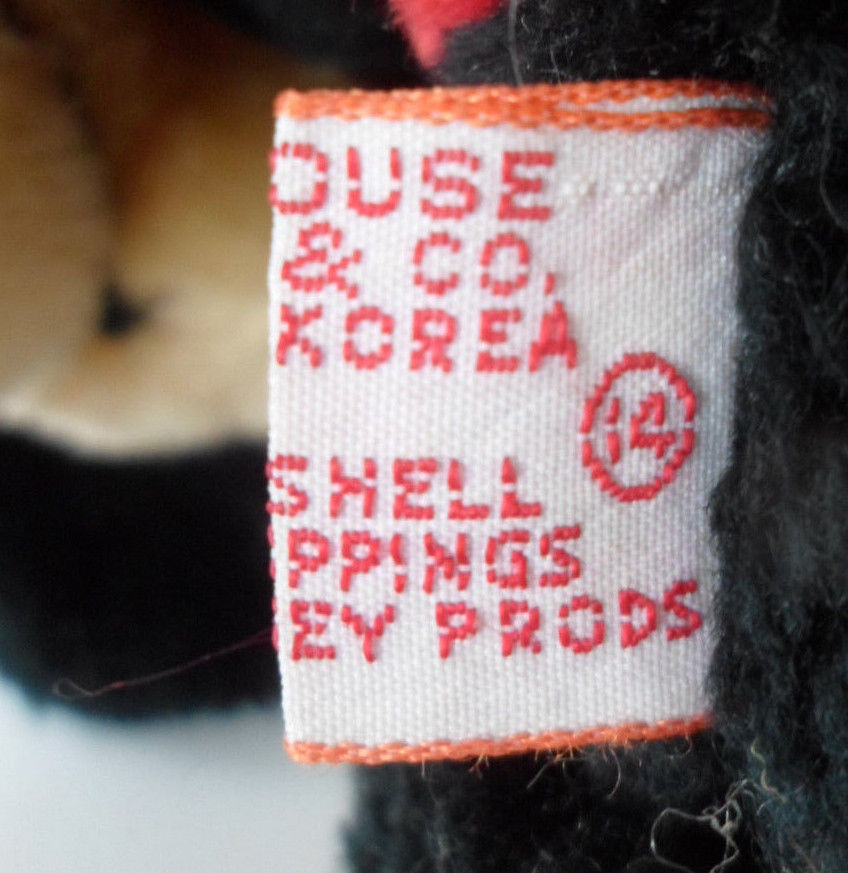 OUSE
& CO.
KOREA
14
SHELL
PPINGS
EY PRODS